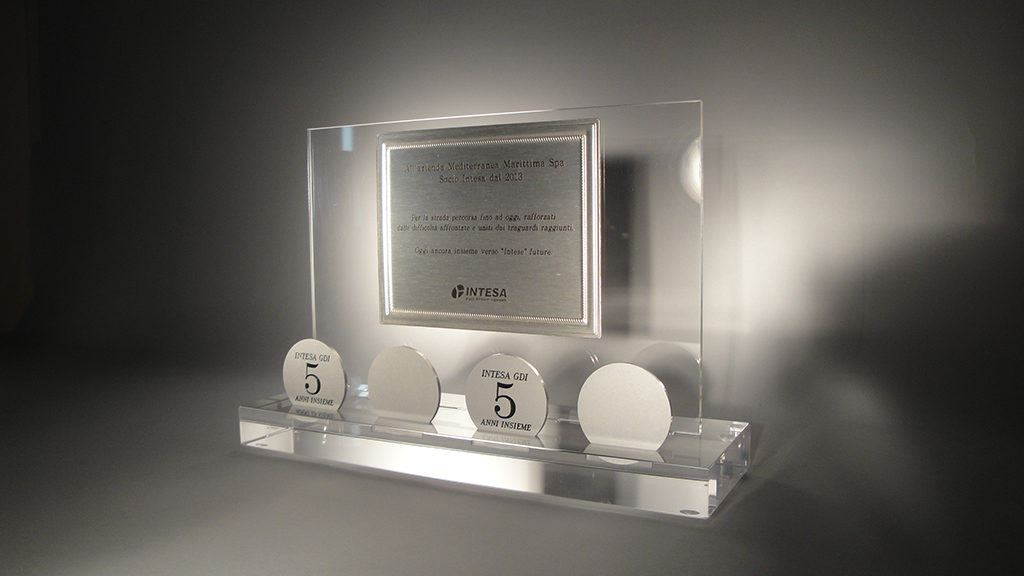 All' azienda Mediterranea Marittima Spa
Socio Intesa dal 2013
Per la strada percorsa fino ad oggi, rafforzati
dalle difficoltà affrontate e uniti dai traguardi raggiunti.
Oggi ancora insieme verso "Intese" future.
INTESA
INTESA GDI
5
ANNI INSIEME
INTESA GDI
5
ANNI INSIEME